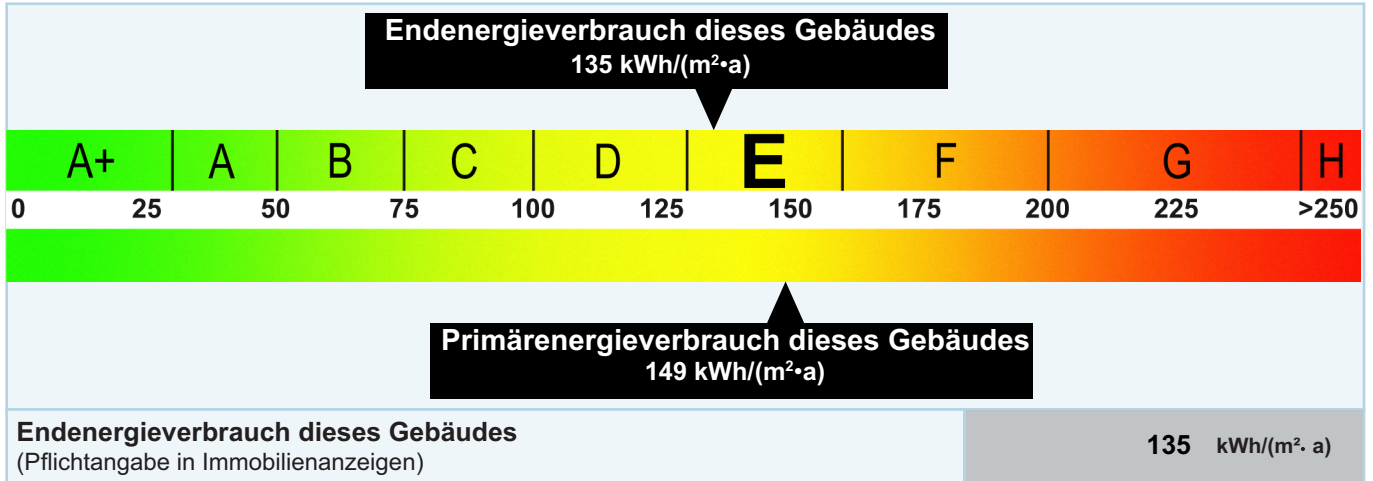 Endenergieverbrauch dieses Gebäudes
135 kWh/(m²•a)
A+ A B C D E F G H
0 25 50 75 100 125 150 175 200 225 >250
Primärenergieverbrauch dieses Gebäudes
149 kWh/(m²•a)
Endenergieverbrauch dieses Gebäudes
(Pflichtangabe in Immobilienanzeigen)
135 kWh/(m²· a)